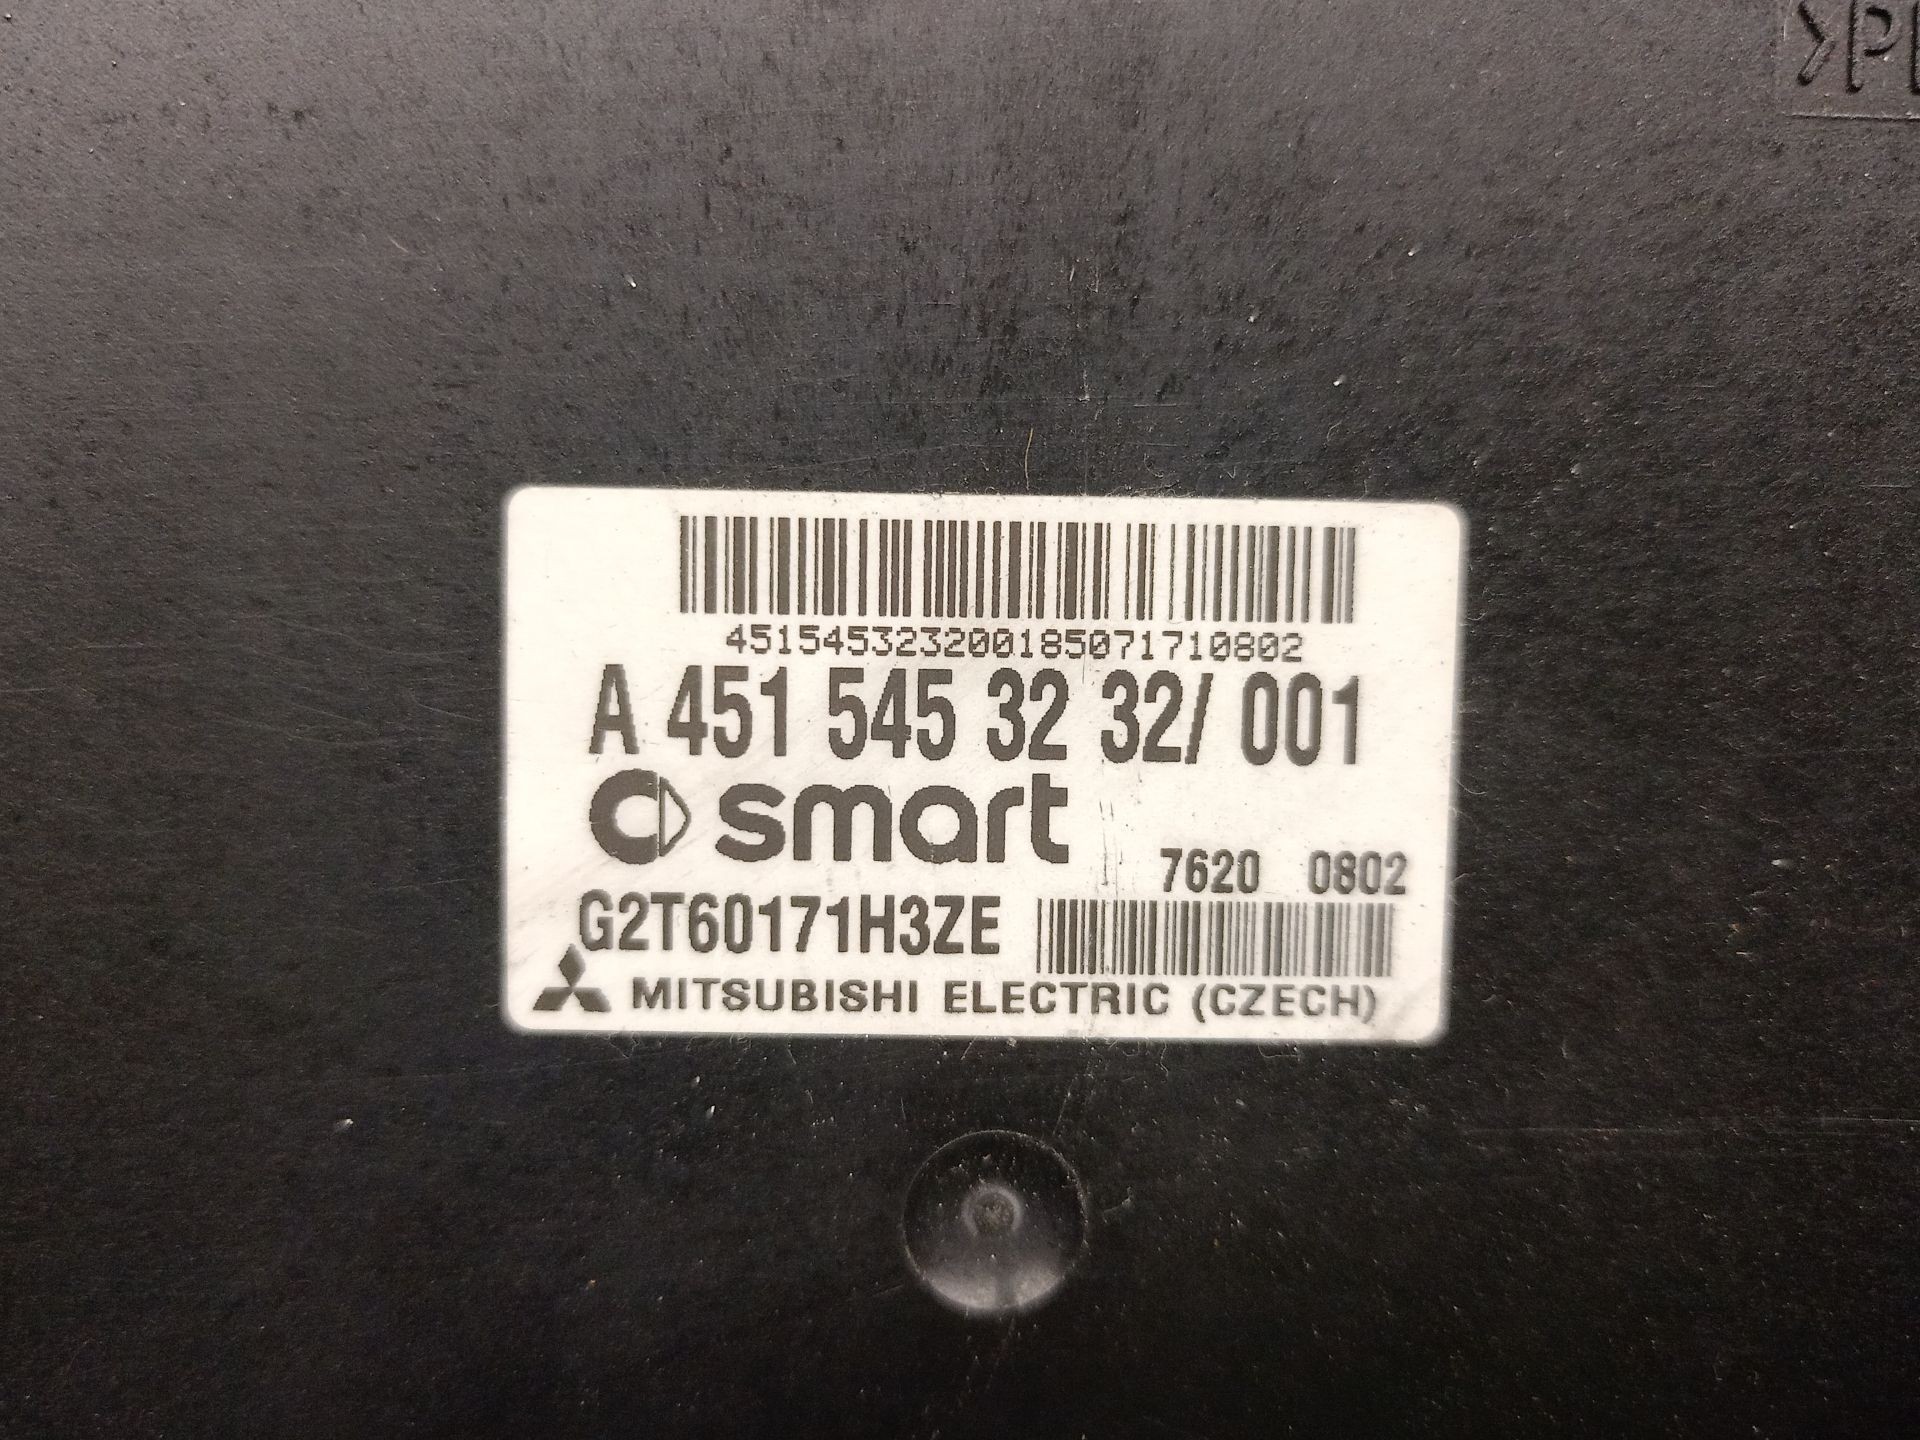 451545323200185071710802
A 451 545 32 32/ 001
smart
7620 0802
G2T60171H3ZE
MITSUBISHI ELECTRIC (CZECH)